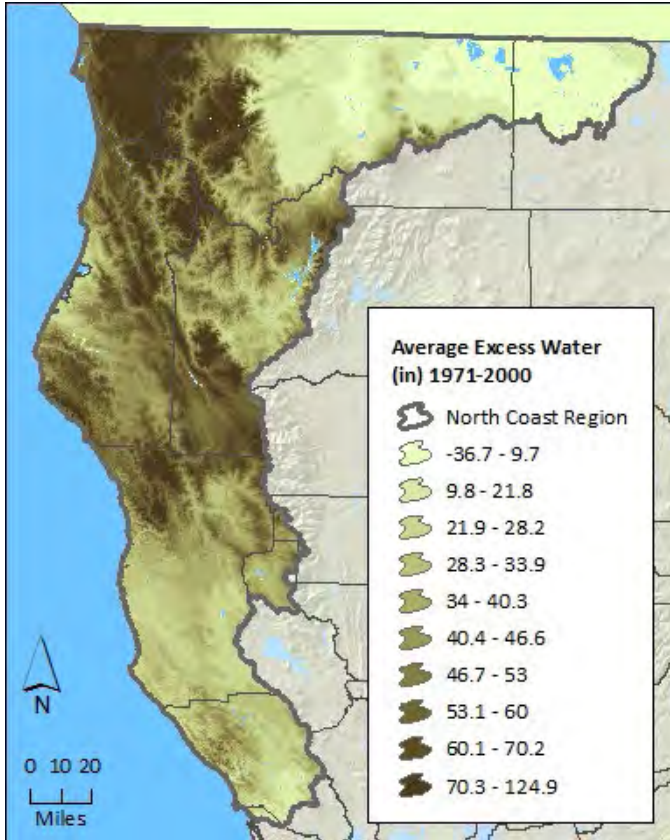 Average Excess Water
(in) 1971-2000
North Coast Region
-36.7 - 9.7
9.8 - 21.8
21.9 - 28.2
28.3 - 33.9
34 - 40.3
40.4 - 46.6
46.7 - 53
53.1 - 60
60.1 - 70.2
70.3 - 124.9
N
0 10 20
Miles